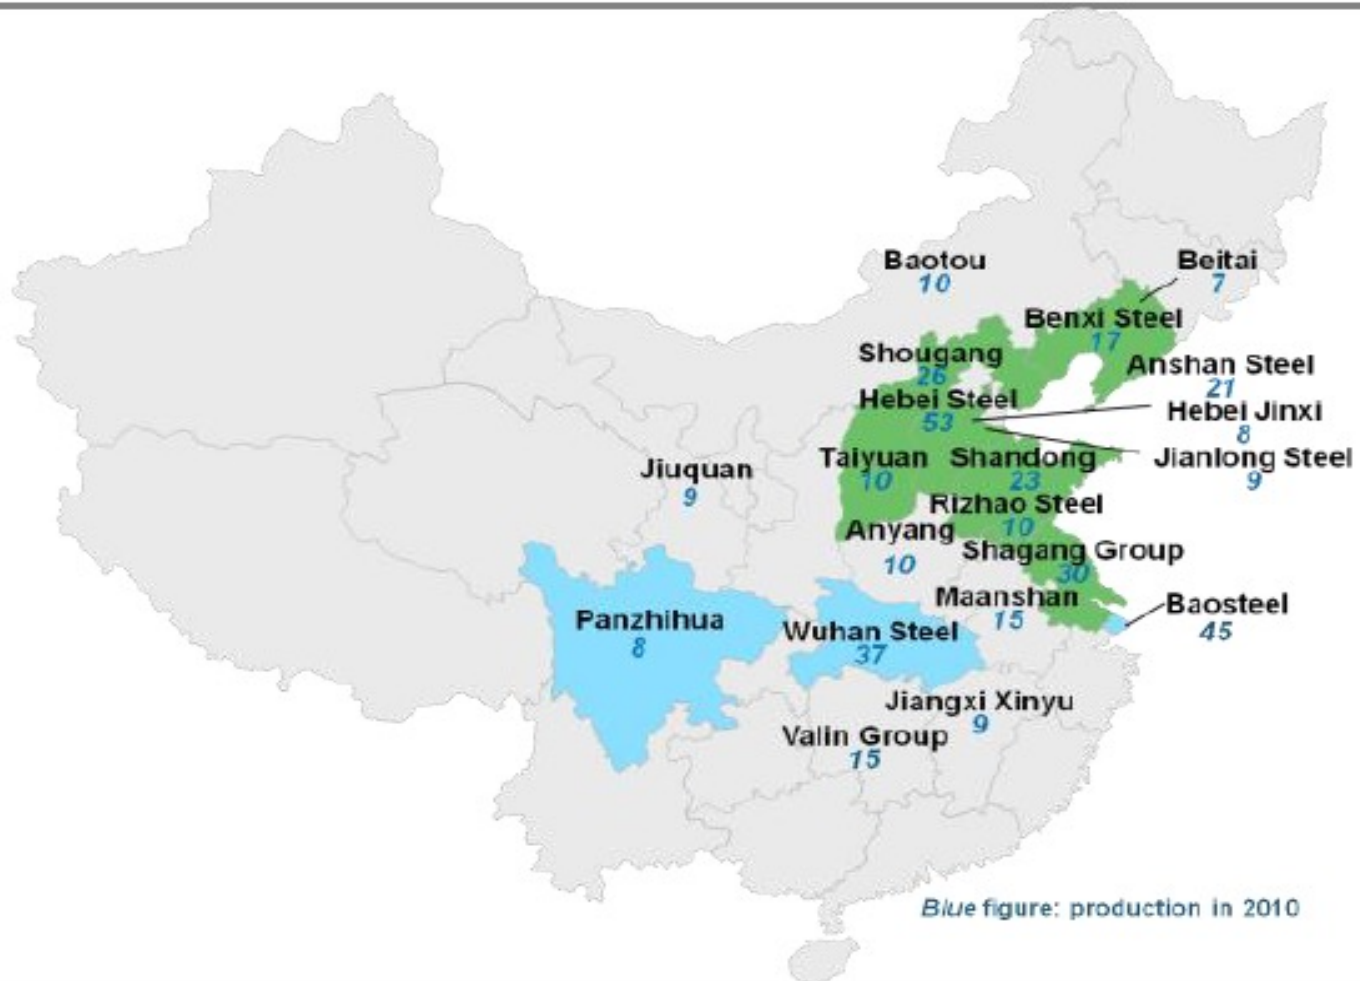 Baotou
10
Beitai
7
Benxi Steel
17
Shougang
26
Anshan Steel
21
Hebei Steel
53
Hebei Jinxi
8
Taiyuan
10
Shandong
23
Jianlong Steel
9
Jiuquan
9
Rizhao Steel
10
Anyang
10
Shagang Group
30
Maanshan
15
Baosteel
45
Panzhihua
8
Wuhan Steel
37
Jiangxi Xinyu
9
Valin Group
15
Blue figure: production in 2010